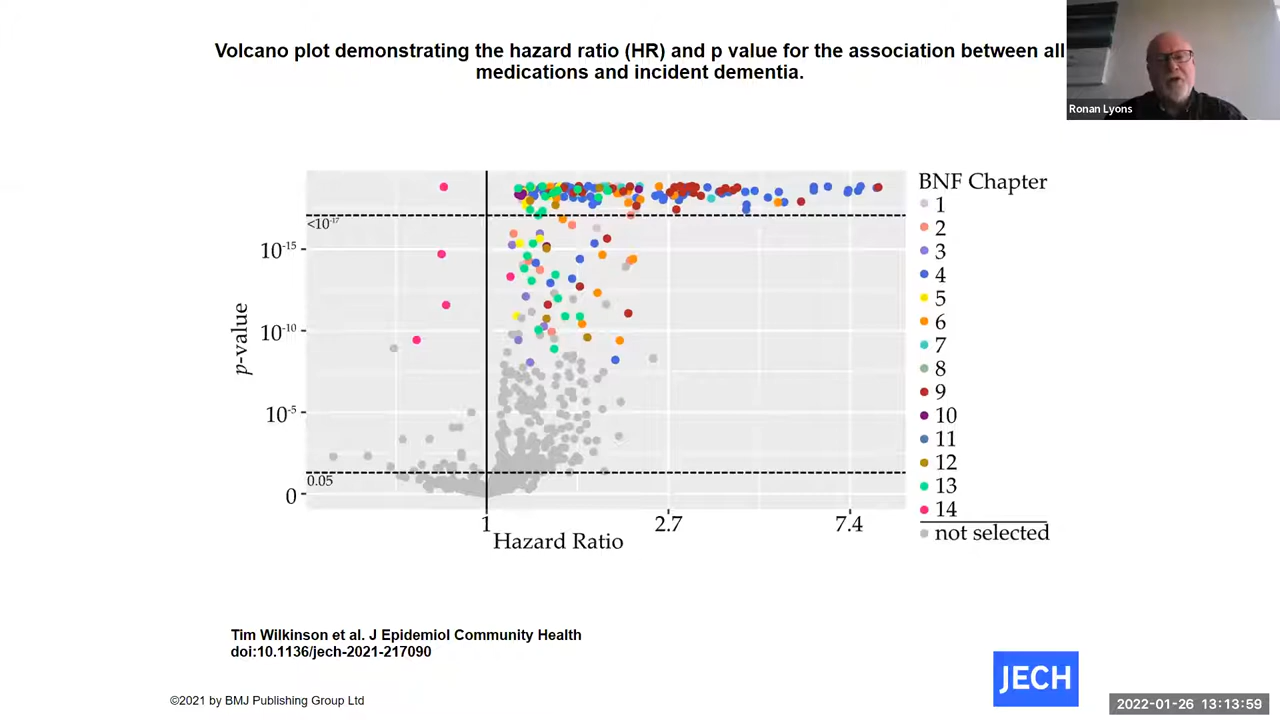 Volcano plot demonstrating the hazard ratio (HR) and p value for the association between all
medications and incident dementia.
Ronan Lyons
BNF Chapter
1
2
3
4
5
6
7
8
9
10
11
12
13
14
not selected
<10⁻¹⁷
10⁻¹⁵
10⁻¹⁰
10⁻⁵
0.05
0
p-value
1
2.7
7.4
Hazard Ratio
Tim Wilkinson et al. J Epidemiol Community Health
doi:10.1136/jech-2021-217090
JECH
©2021 by BMJ Publishing Group Ltd
2022-01-26 13:13:59